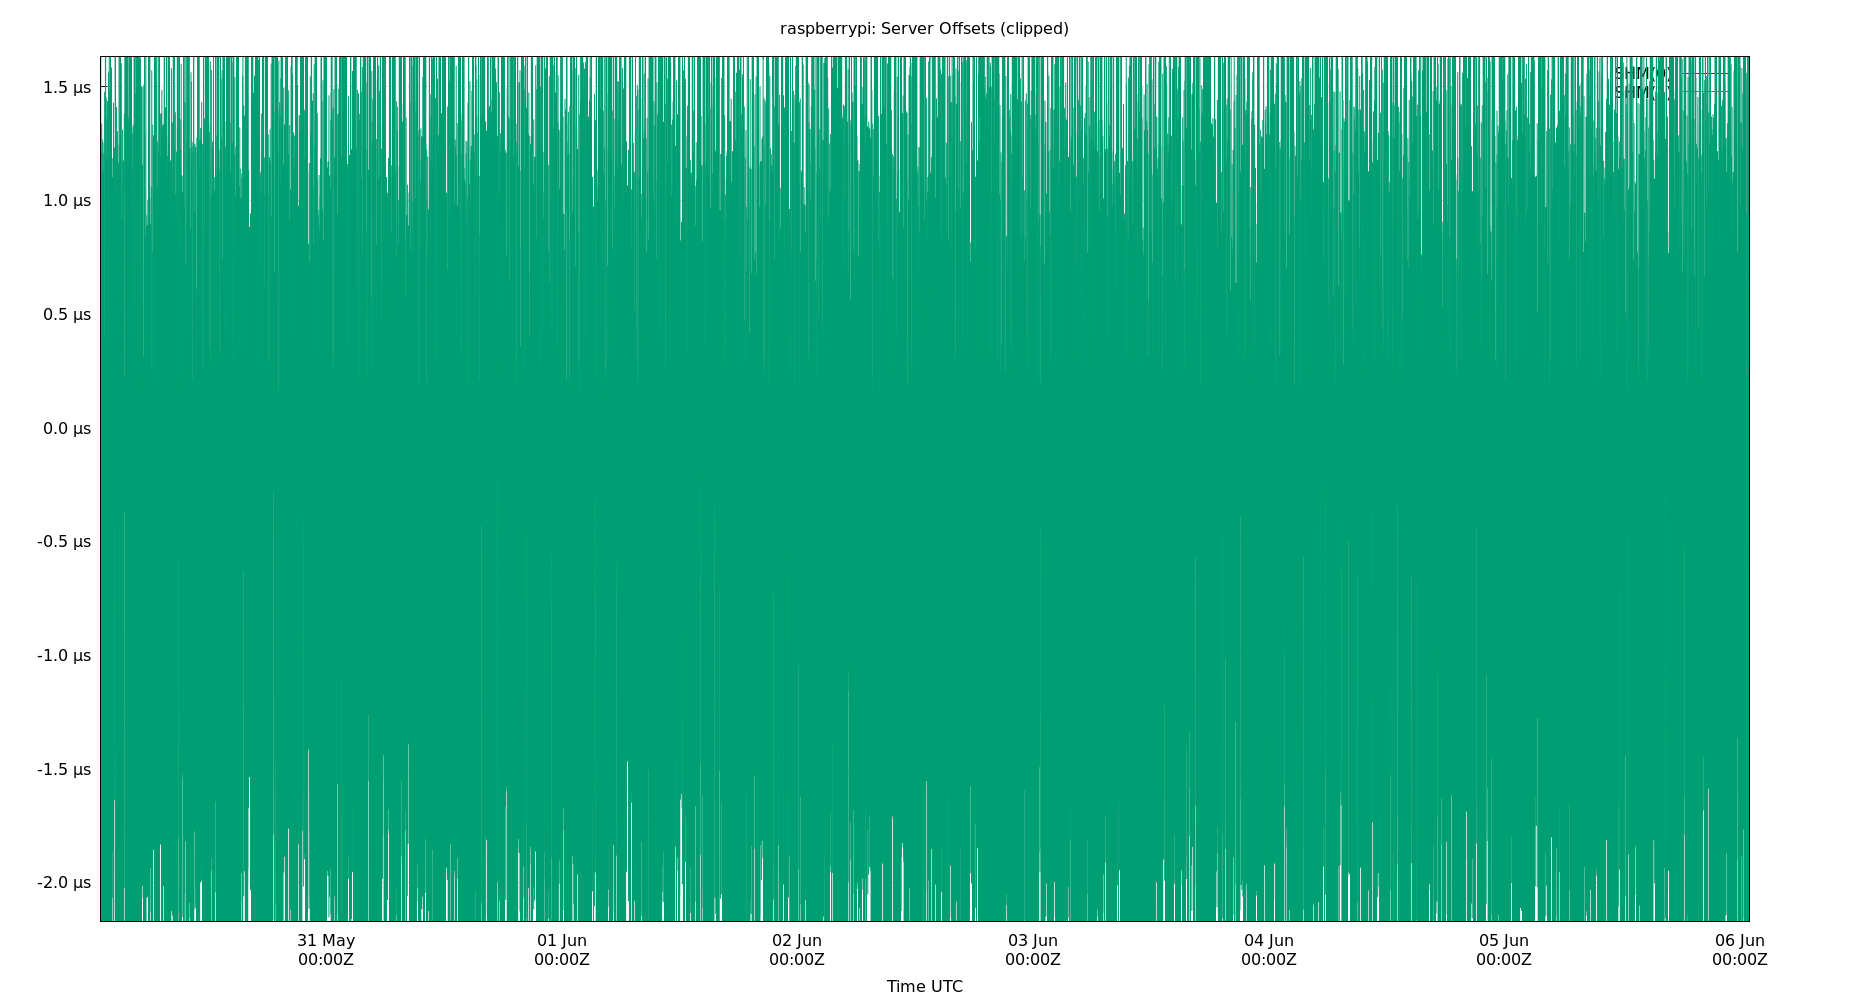 raspberrypi: Server Offsets (clipped)
1.5 µs
1.0 µs
0.5 µs
0.0 µs
-0.5 µs
-1.0 µs
-1.5 µs
-2.0 µs
31 May
00:00Z
01 Jun
00:00Z
02 Jun
00:00Z
03 Jun
00:00Z
04 Jun
00:00Z
05 Jun
00:00Z
06 Jun
00:00Z
Time UTC